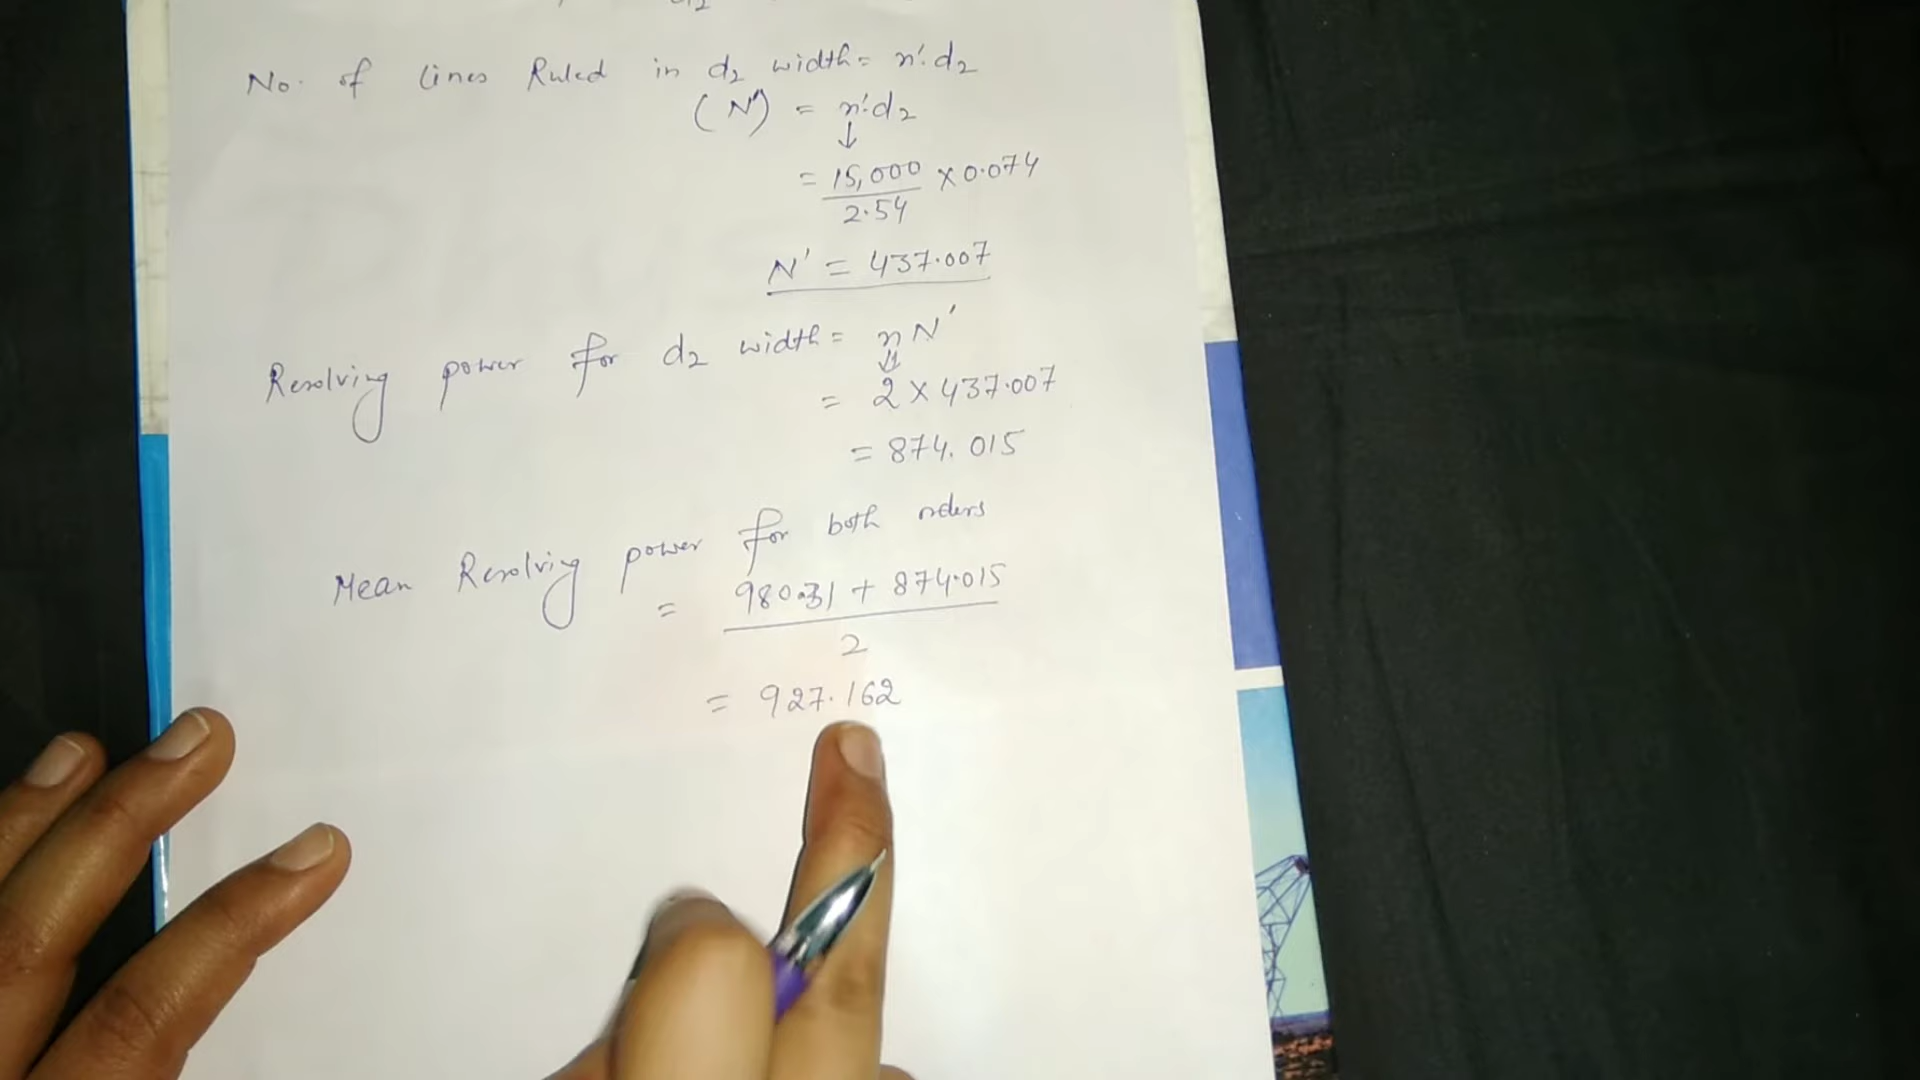 No. of lines Ruled in d2 width = n'.d2
(N') = n'.d2
↓
= 15,000 / 2.54 × 0.074
N' = 437.007
Resolving power for d2 width = nN'
= 2 × 437.007
= 874.015
Mean Resolving power for both orders
= 980.31 + 874.015 / 2
= 927.162